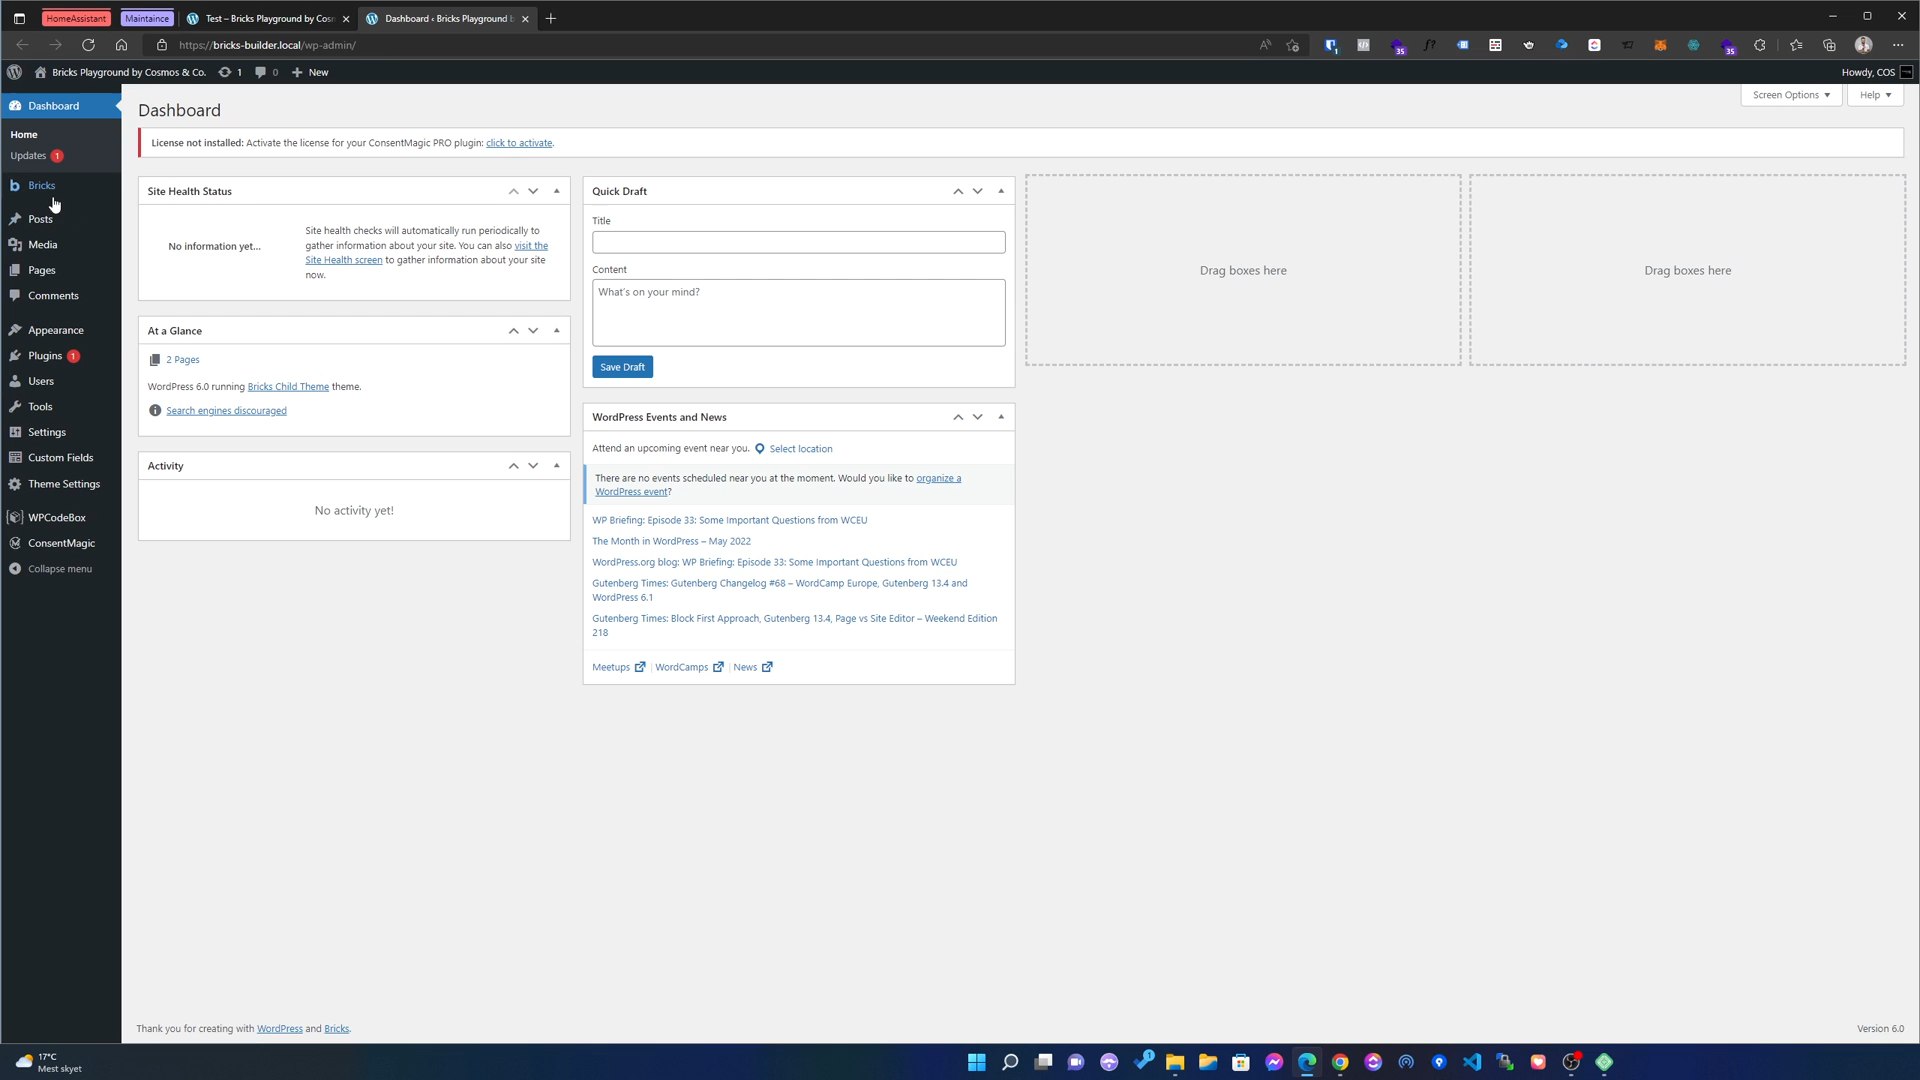 HomeAssistant
Maintaince
Test – Bricks Playground by Cosm
Dashboard ‹ Bricks Playground b
https://bricks-builder.local/wp-admin/
Bricks Playground by Cosmos & Co.
1
0
New
Howdy, COS
Dashboard
Home
Updates 1
Bricks
Posts
Media
Pages
Comments
Appearance
Plugins 1
Users
Tools
Settings
Custom Fields
Theme Settings
WPCodeBox
ConsentMagic
Collapse menu
Dashboard
Screen Options
Help
License not installed: Activate the license for your ConsentMagic PRO plugin: click to activate.
Site Health Status
No information yet...
Site health checks will automatically run periodically to
gather information about your site. You can also visit the
Site Health screen to gather information about your site
now.
At a Glance
2 Pages
WordPress 6.0 running Bricks Child Theme theme.
Search engines discouraged
Activity
No activity yet!
Quick Draft
Title
Content
What's on your mind?
Save Draft
WordPress Events and News
Attend an upcoming event near you. Select location
There are no events scheduled near you at the moment. Would you like to organize a
WordPress event?
WP Briefing: Episode 33: Some Important Questions from WCEU
The Month in WordPress – May 2022
WordPress.org blog: WP Briefing: Episode 33: Some Important Questions from WCEU
Gutenberg Times: Gutenberg Changelog #68 – WordCamp Europe, Gutenberg 13.4 and
WordPress 6.1
Gutenberg Times: Block First Approach, Gutenberg 13.4, Page vs Site Editor – Weekend Edition
218
Meetups | WordCamps | News
Drag boxes here
Drag boxes here
Thank you for creating with WordPress and Bricks.
Version 6.0
17°C
Mest skyet